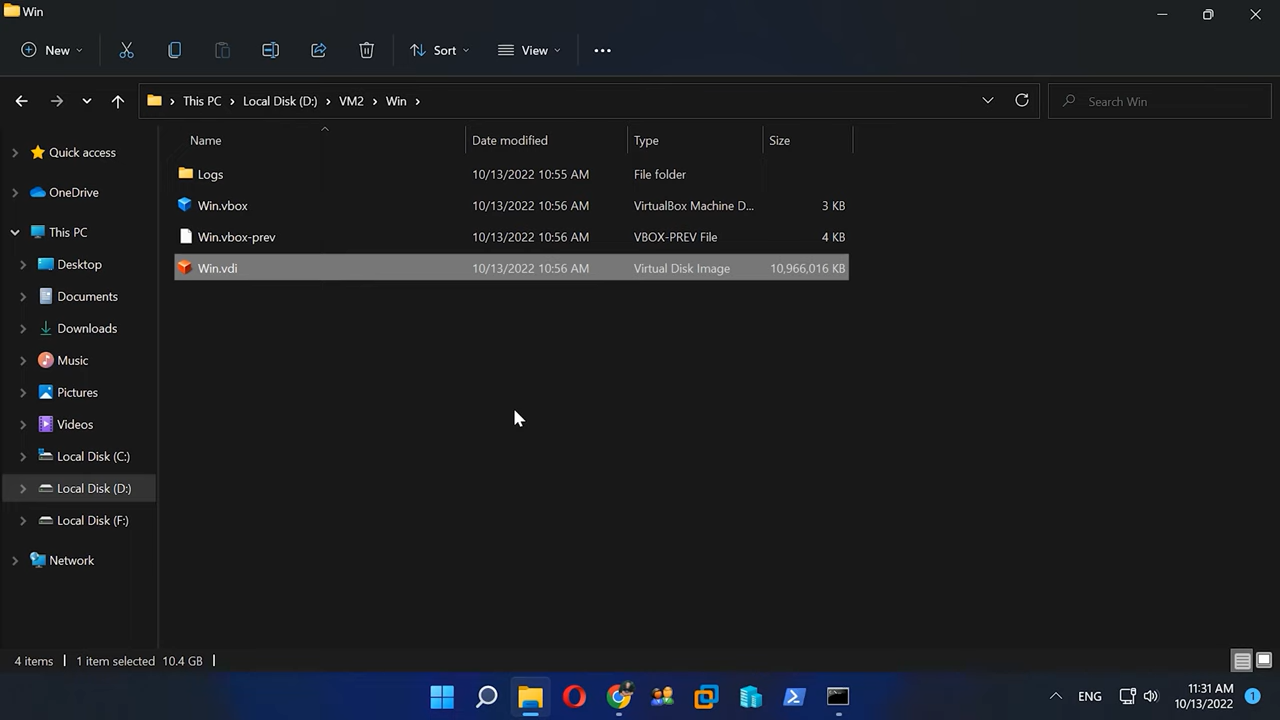 Win
New
Sort
View
This PC
Local Disk (D:)
VM2
Win
Search Win
Quick access
OneDrive
This PC
Desktop
Documents
Downloads
Music
Pictures
Videos
Local Disk (C:)
Local Disk (D:)
Local Disk (F:)
Network
Name Date modified Type Size
Logs 10/13/2022 10:55 AM File folder
Win.vbox 10/13/2022 10:56 AM VirtualBox Machine D... 3 KB
Win.vbox-prev 10/13/2022 10:56 AM VBOX-PREV File 4 KB
Win.vdi 10/13/2022 10:56 AM Virtual Disk Image 10,966,016 KB
4 items 1 item selected 10.4 GB
ENG
11:31 AM
10/13/2022
1